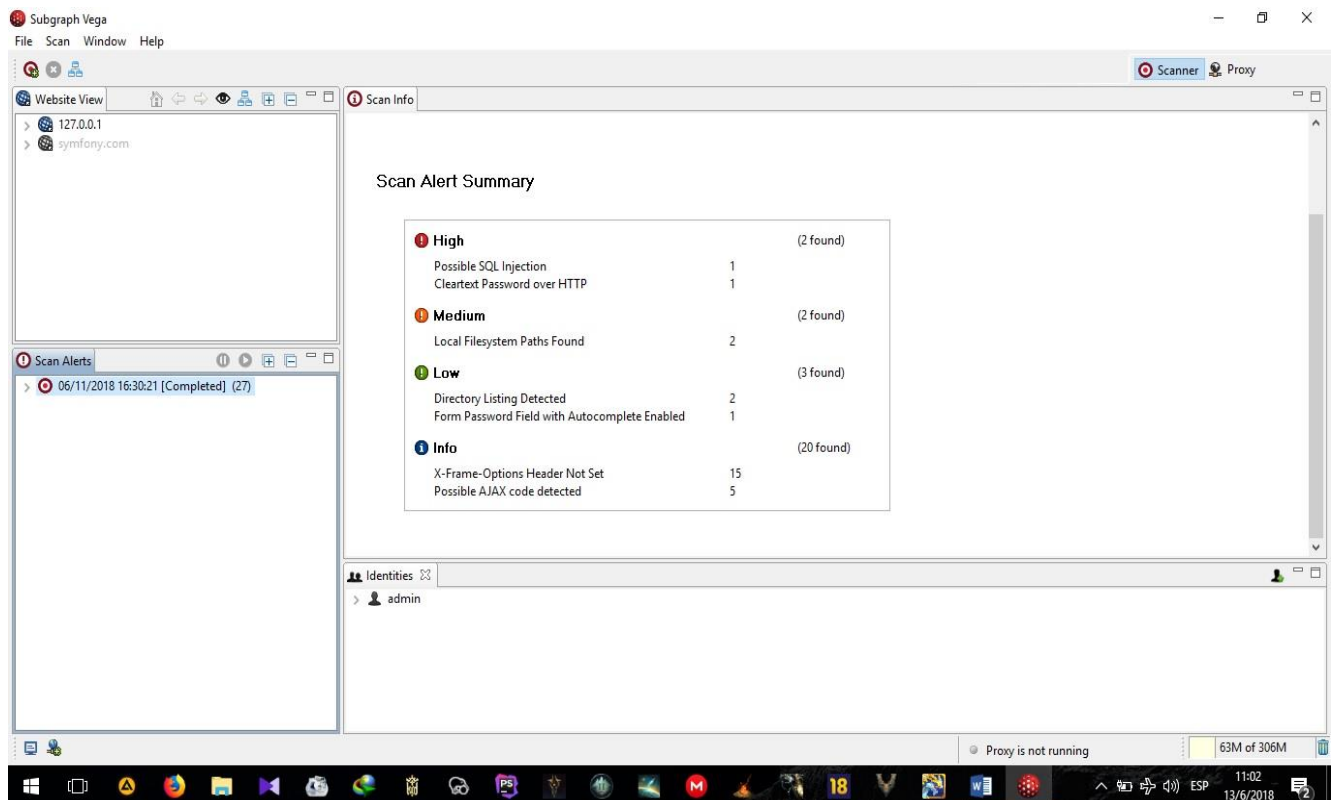 Subgraph Vega
File Scan Window Help
Scanner Proxy
Website View
127.0.0.1
symfony.com
Scan Info
Scan Alert Summary
High (2 found)
Possible SQL Injection 1
Cleartext Password over HTTP 1
Medium (2 found)
Local Filesystem Paths Found 2
Low (3 found)
Directory Listing Detected 2
Form Password Field with Autocomplete Enabled 1
Info (20 found)
X-Frame-Options Header Not Set 15
Possible AJAX code detected 5
Scan Alerts
06/11/2018 16:30:21 [Completed] (27)
Identities
admin
Proxy is not running
63M of 306M
PS
M
18
W
ESP
11:02
13/6/2018
2